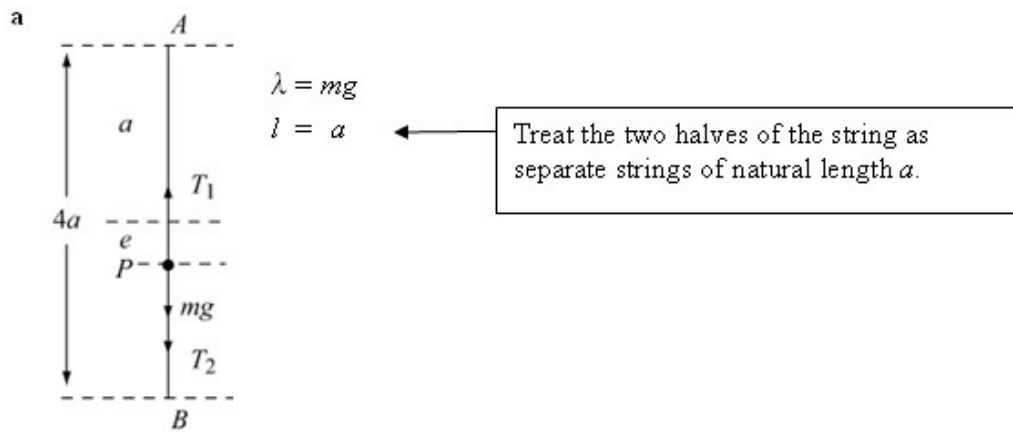 a
A
λ = mg
a
l = a
Treat the two halves of the string as
separate strings of natural length a.
T₁
4a
e
P
mg
T₂
B